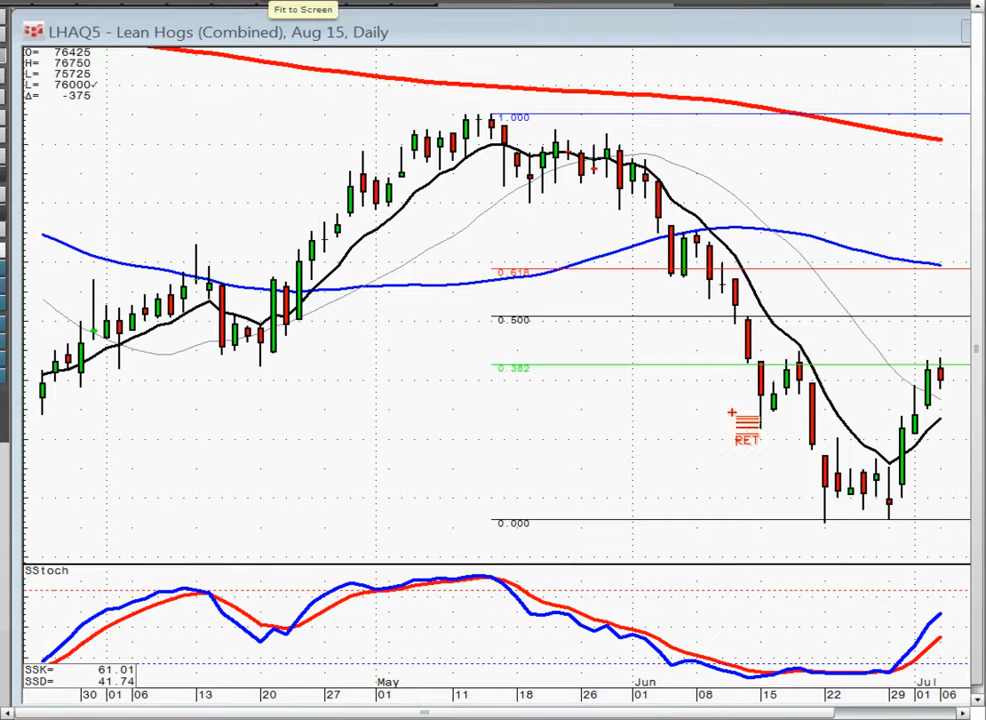 Fit to Screen
LHAQ5 - Lean Hogs (Combined), Aug 15, Daily
O= 76425
H= 76750
L= 75725
L= 76000✓
Δ= -375
1.000
0.618
0.500
0.382
RET
0.000
SStoch
SSK= 61.01
SSD= 41.74
May Jun Jul
30 01 06 13 20 27 01 11 18 26 01 08 15 22 29 01 06